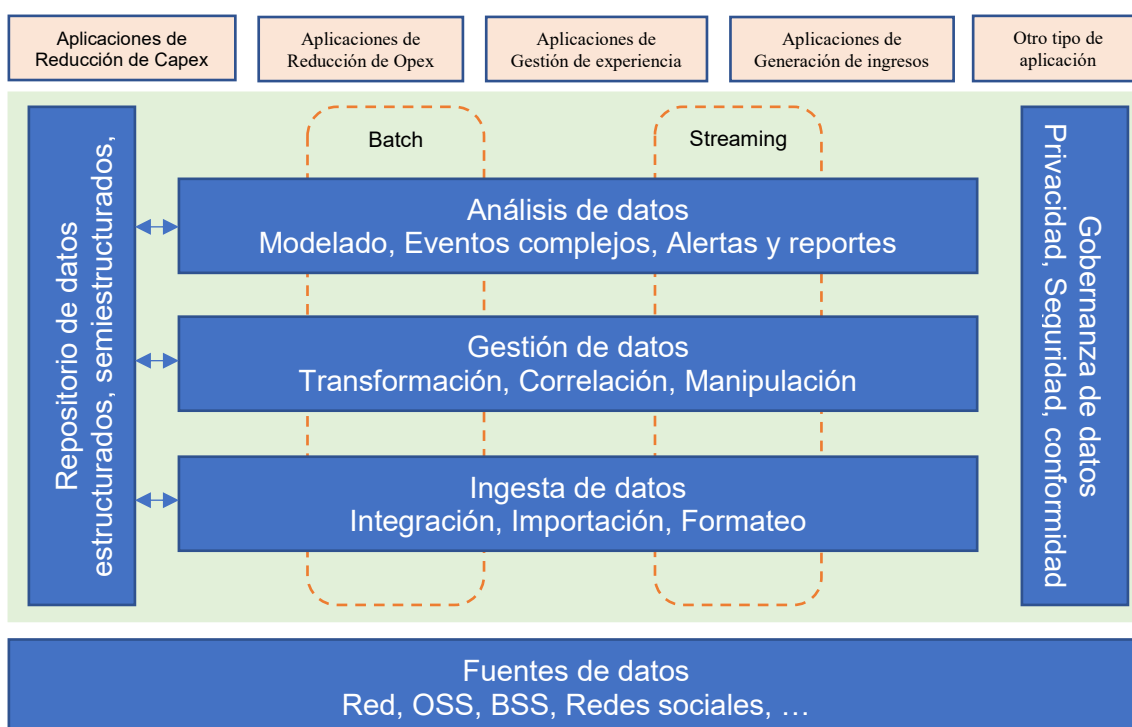 Aplicaciones de
Reducción de Capex
Aplicaciones de
Reducción de Opex
Aplicaciones de
Gestión de experiencia
Aplicaciones de
Generación de ingresos
Otro tipo de
aplicación
Repositorio de datos
estructurados, semiestructurados,
Batch
Streaming
Análisis de datos
Modelado, Eventos complejos, Alertas y reportes
Gestión de datos
Transformación, Correlación, Manipulación
Ingesta de datos
Integración, Importación, Formateo
Gobernanza de datos
Privacidad, Seguridad, conformidad
Fuentes de datos
Red, OSS, BSS, Redes sociales, …